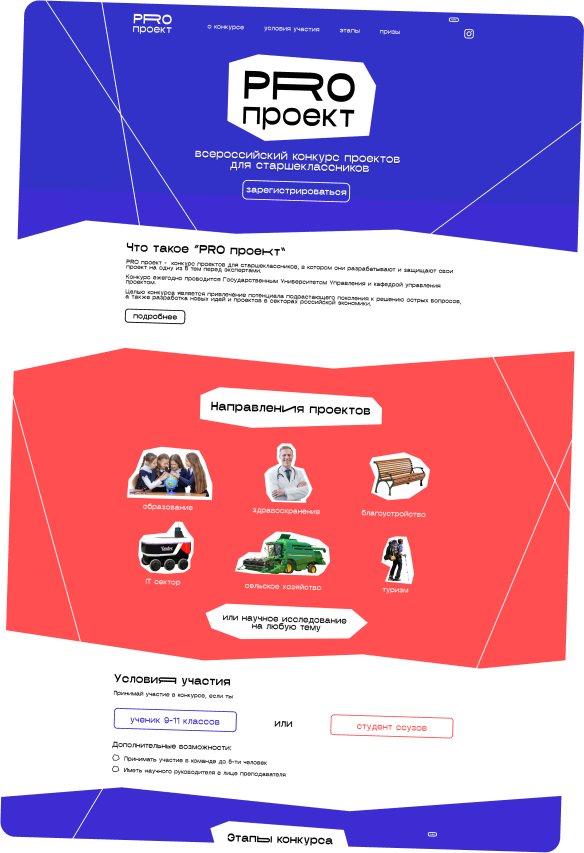 PRO
проект
о конкурсе
условия участия
этапы
призы
PRO
проект
всероссийский конкурс проектов
для старшеклассников
зарегистрироваться
Что такое "PRO проект"
PRO проект - конкурс проектов для старшеклассников, в котором они разрабатывают и защищают свой
проект на одну из 6 тем перед экспертами.
Конкурс ежегодно проводится Государственным Университетом Управления и кафедрой управления
проектом.
Целью конкурса является привлечение потенциала подрастающего поколения к решению острых вопросов,
а также разработка новых идей и проектов в секторах российской экономики.
подробнее
Направления проектов
образование
здравоохранение
благоустройство
Yandex
IT сектор
сельское хозяйство
туризм
или научное исследование
на любую тему
Условия участия
Принимай участие в конкурсе, если ты
ученик 9-11 классов
или
студент ссузов
Дополнительные возможности:
Принимать участие в команде до 5-ти человек
Иметь научного руководителя в лице преподавателя
Этапы конкурса